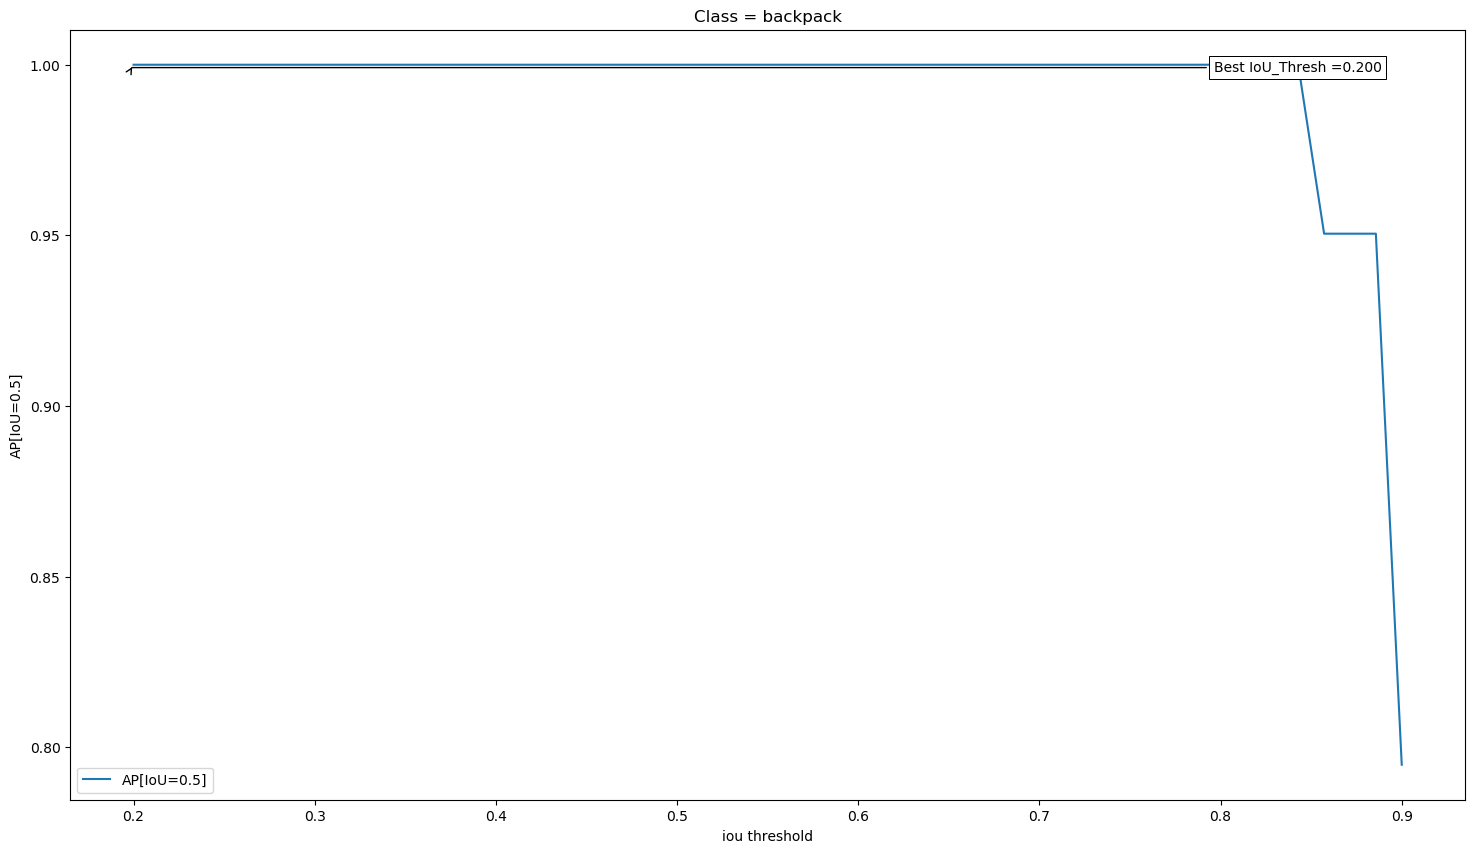 Class = backpack
1.00
Best IoU_Thresh =0.200
0.95
0.90
AP[IoU=0.5]
0.85
0.80
AP[IoU=0.5]
0.2 0.3 0.4 0.5 0.6 0.7 0.8 0.9
iou threshold